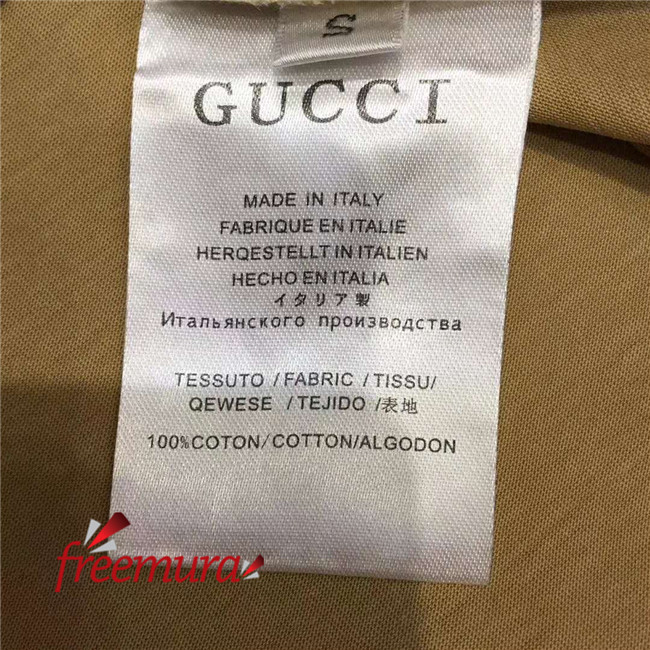 S
GUCCI
MADE IN ITALY
FABRIQUE EN ITALIE
HERQESTELLT IN ITALIEN
HECHO EN ITALIA
イタリア製
Итальянского производства
TESSUTO /FABRIC /TISSU/
QEWESE /TEJIDO /表地
100%COTON/COTTON/ALGODON
freemura